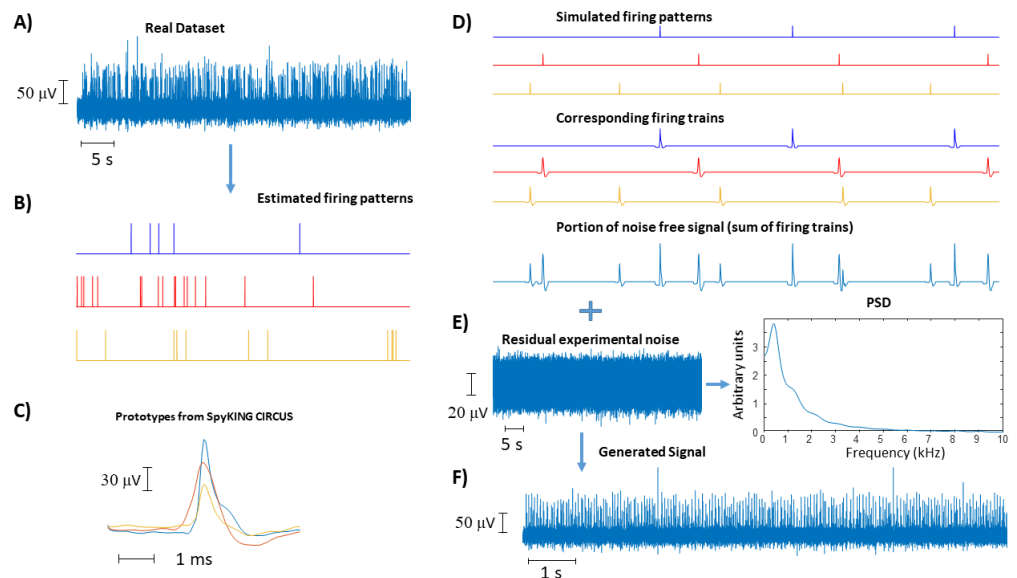 A)
Real Dataset
50 μV
5 s
B)
Estimated firing patterns
C)
Prototypes from SpyKING CIRCUS
30 μV
1 ms
D)
Simulated firing patterns
Corresponding firing trains
Portion of noise free signal (sum of firing trains)
+
E)
Residual experimental noise
20 μV
5 s
PSD
Arbitrary units
3
2
1
0
0 1 2 3 4 5 6 7 8 9 10
Frequency (kHz)
Generated Signal
F)
50 μV
1 s